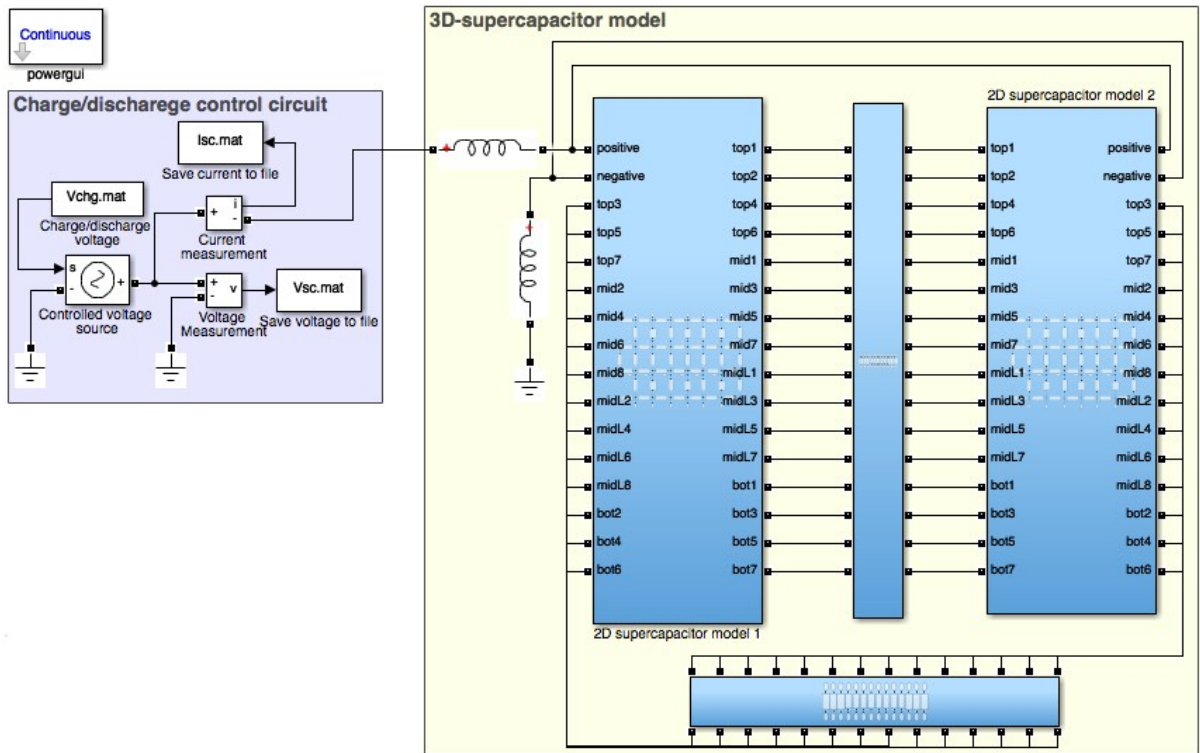 Continuous
powergui
Charge/discharege control circuit
Isc.mat
Save current to file
Vchg.mat
Charge/discharge
voltage
+
i
-
Current
measurement
s
-
+
Controlled voltage
source
+
-
v
Voltage
Measurement
Vsc.mat
Save voltage to file
3D-supercapacitor model
+
+
positive
negative
top3
top5
top7
mid2
mid4
mid6
mid8
midL2
midL4
midL6
midL8
bot2
bot4
bot6
top1
top2
top4
top6
mid1
mid3
mid5
mid7
midL1
midL3
midL5
midL7
bot1
bot3
bot5
bot7
2D supercapacitor model 1
2D supercapacitor model 2
top1
top2
top4
top6
mid1
mid3
mid5
mid7
midL1
midL3
midL5
midL7
bot1
bot3
bot5
bot7
positive
negative
top3
top5
top7
mid2
mid4
mid6
mid8
midL2
midL4
midL6
midL8
bot2
bot4
bot6